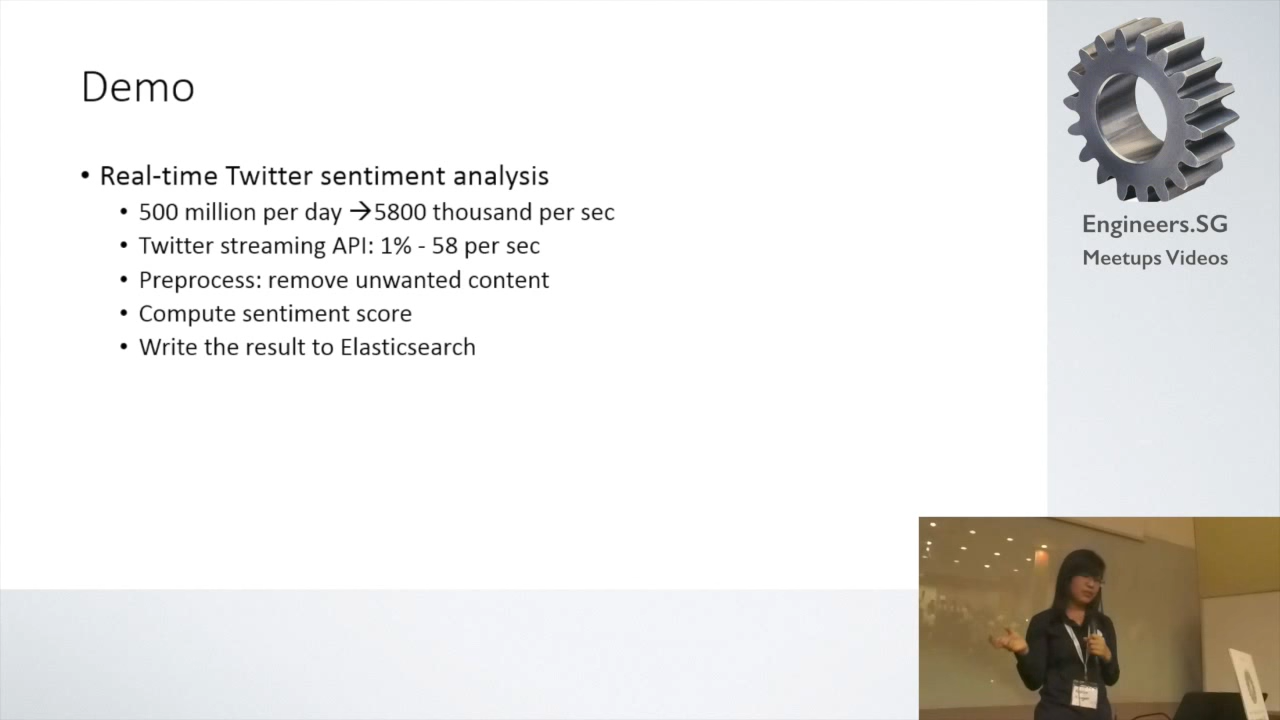 Demo
• Real-time Twitter sentiment analysis
• 500 million per day →5800 thousand per sec
• Twitter streaming API: 1% - 58 per sec
• Preprocess: remove unwanted content
• Compute sentiment score
• Write the result to Elasticsearch
Engineers.SG
Meetups Videos